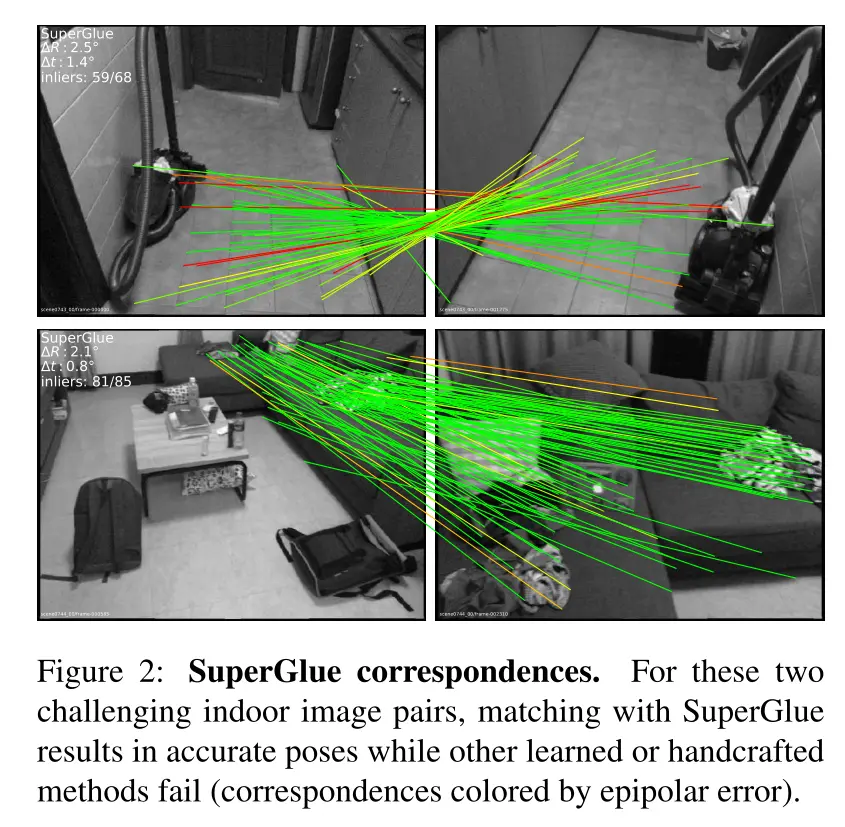 SuperGlue
ΔR: 2.5°
Δt: 1.4°
inliers: 59/68
SuperGlue
ΔR: 2.1°
Δt: 0.8°
inliers: 81/85
Figure 2: SuperGlue correspondences. For these two
challenging indoor image pairs, matching with SuperGlue
results in accurate poses while other learned or handcrafted
methods fail (correspondences colored by epipolar error).